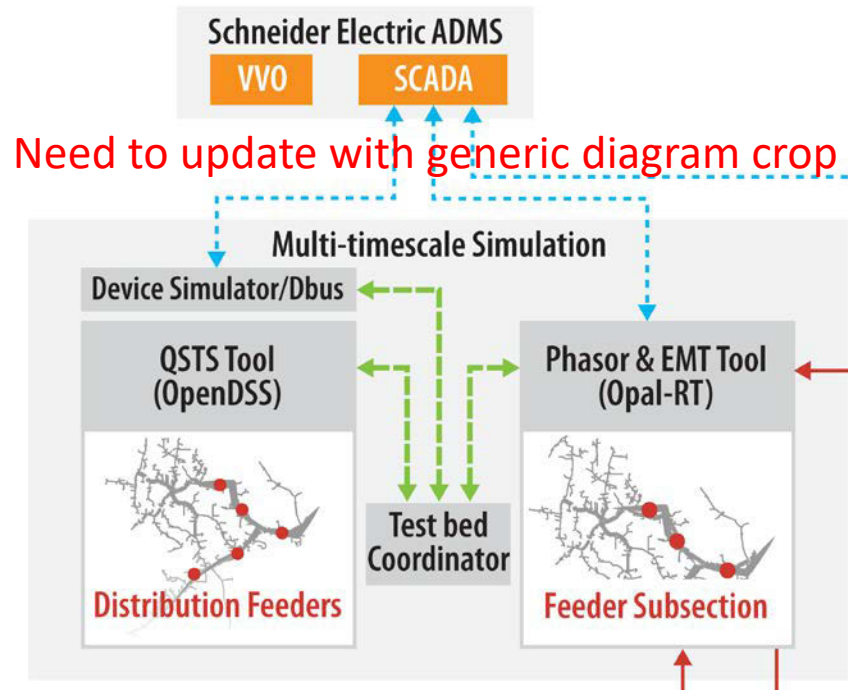 Schneider Electric ADMS
VVO
SCADA
Need to update with generic diagram crop
Multi-timescale Simulation
Device Simulator/Dbus
QSTS Tool
(OpenDSS)
Phasor & EMT Tool
(Opal-RT)
Test bed
Coordinator
Distribution Feeders
Feeder Subsection